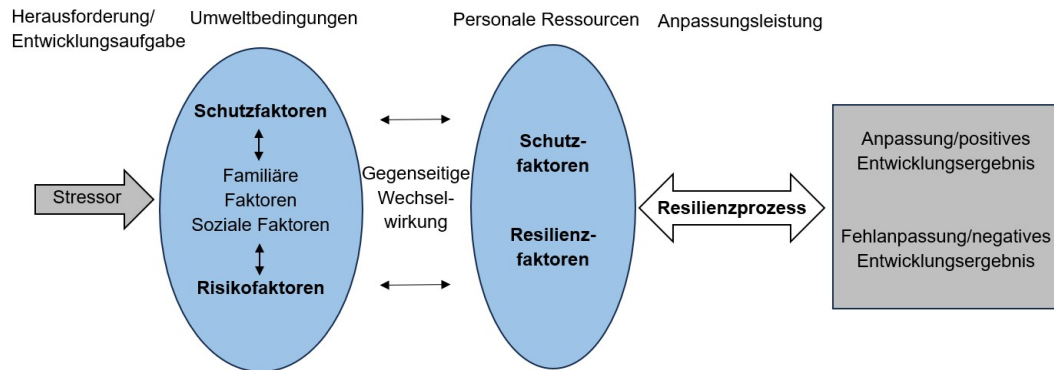 Herausforderung/
Entwicklungsaufgabe
Umweltbedingungen
Personale Ressourcen
Anpassungsleistung
Stressor
Schutzfaktoren
Familiäre
Faktoren
Soziale Faktoren
Risikofaktoren
Gegenseitige
Wechsel-
wirkung
Schutz-
faktoren
Resilienz-
faktoren
Resilienzprozess
Anpassung/positives
Entwicklungsergebnis
Fehlanpassung/negatives
Entwicklungsergebnis